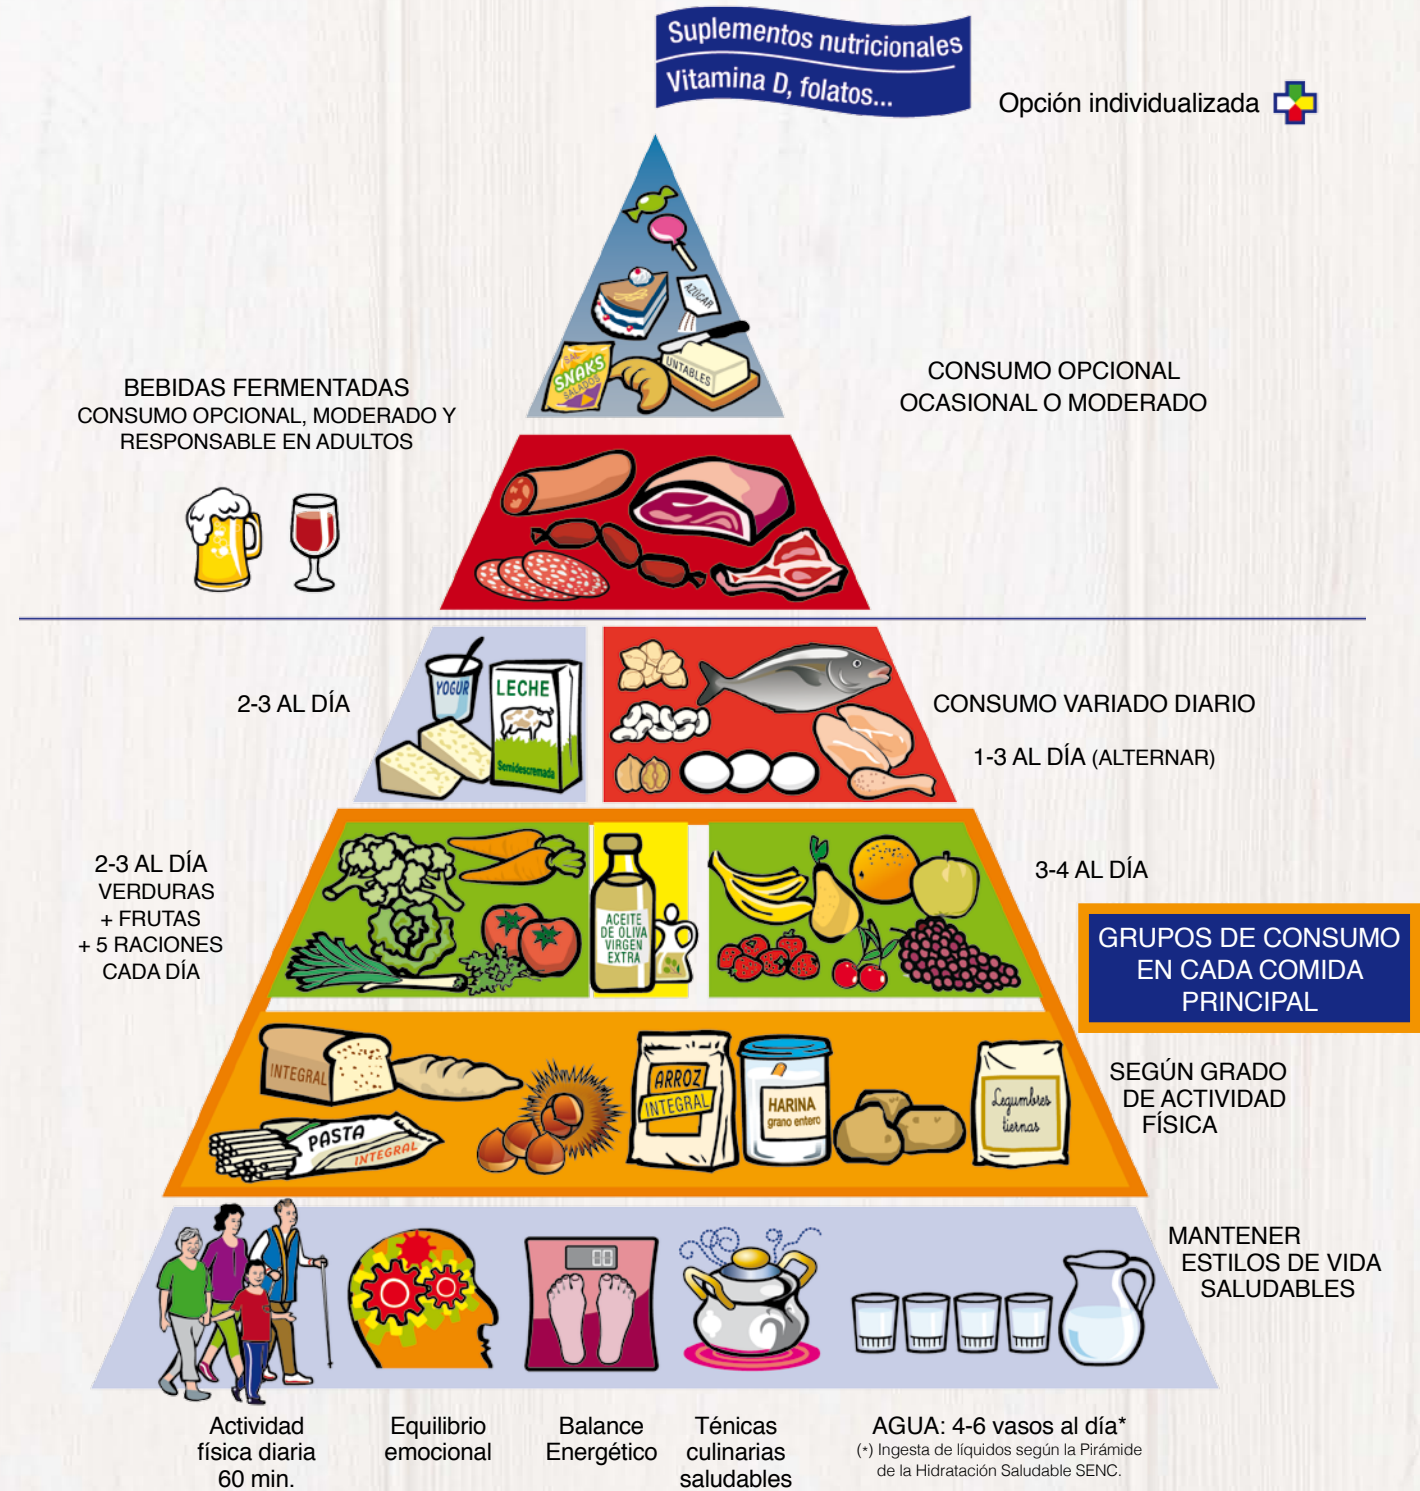 Suplementos nutricionales
Vitamina D, folatos...
Opción individualizada
AZÚCAR
SAL
SNAKS
SALADOS
UNTABLES
BEBIDAS FERMENTADAS
CONSUMO OPCIONAL, MODERADO Y
RESPONSABLE EN ADULTOS
CONSUMO OPCIONAL
OCASIONAL O MODERADO
2-3 AL DÍA
YOGUR
LECHE
Semidescremada
CONSUMO VARIADO DIARIO
1-3 AL DÍA (ALTERNAR)
2-3 AL DÍA
VERDURAS
+ FRUTAS
+ 5 RACIONES
CADA DÍA
ACEITE
DE OLIVA
VIRGEN
EXTRA
3-4 AL DÍA
GRUPOS DE CONSUMO
EN CADA COMIDA
PRINCIPAL
INTEGRAL
PASTA
INTEGRAL
ARROZ
INTEGRAL
HARINA
grano entero
Legumbres
tiernas
SEGÚN GRADO
DE ACTIVIDAD
FÍSICA
00
MANTENER
ESTILOS DE VIDA
SALUDABLES
Actividad
física diaria
60 min.
Equilibrio
emocional
Balance
Energético
Ténicas
culinarias
saludables
AGUA: 4-6 vasos al día*
(*) Ingesta de líquidos según la Pirámide
de la Hidratación Saludable SENC.